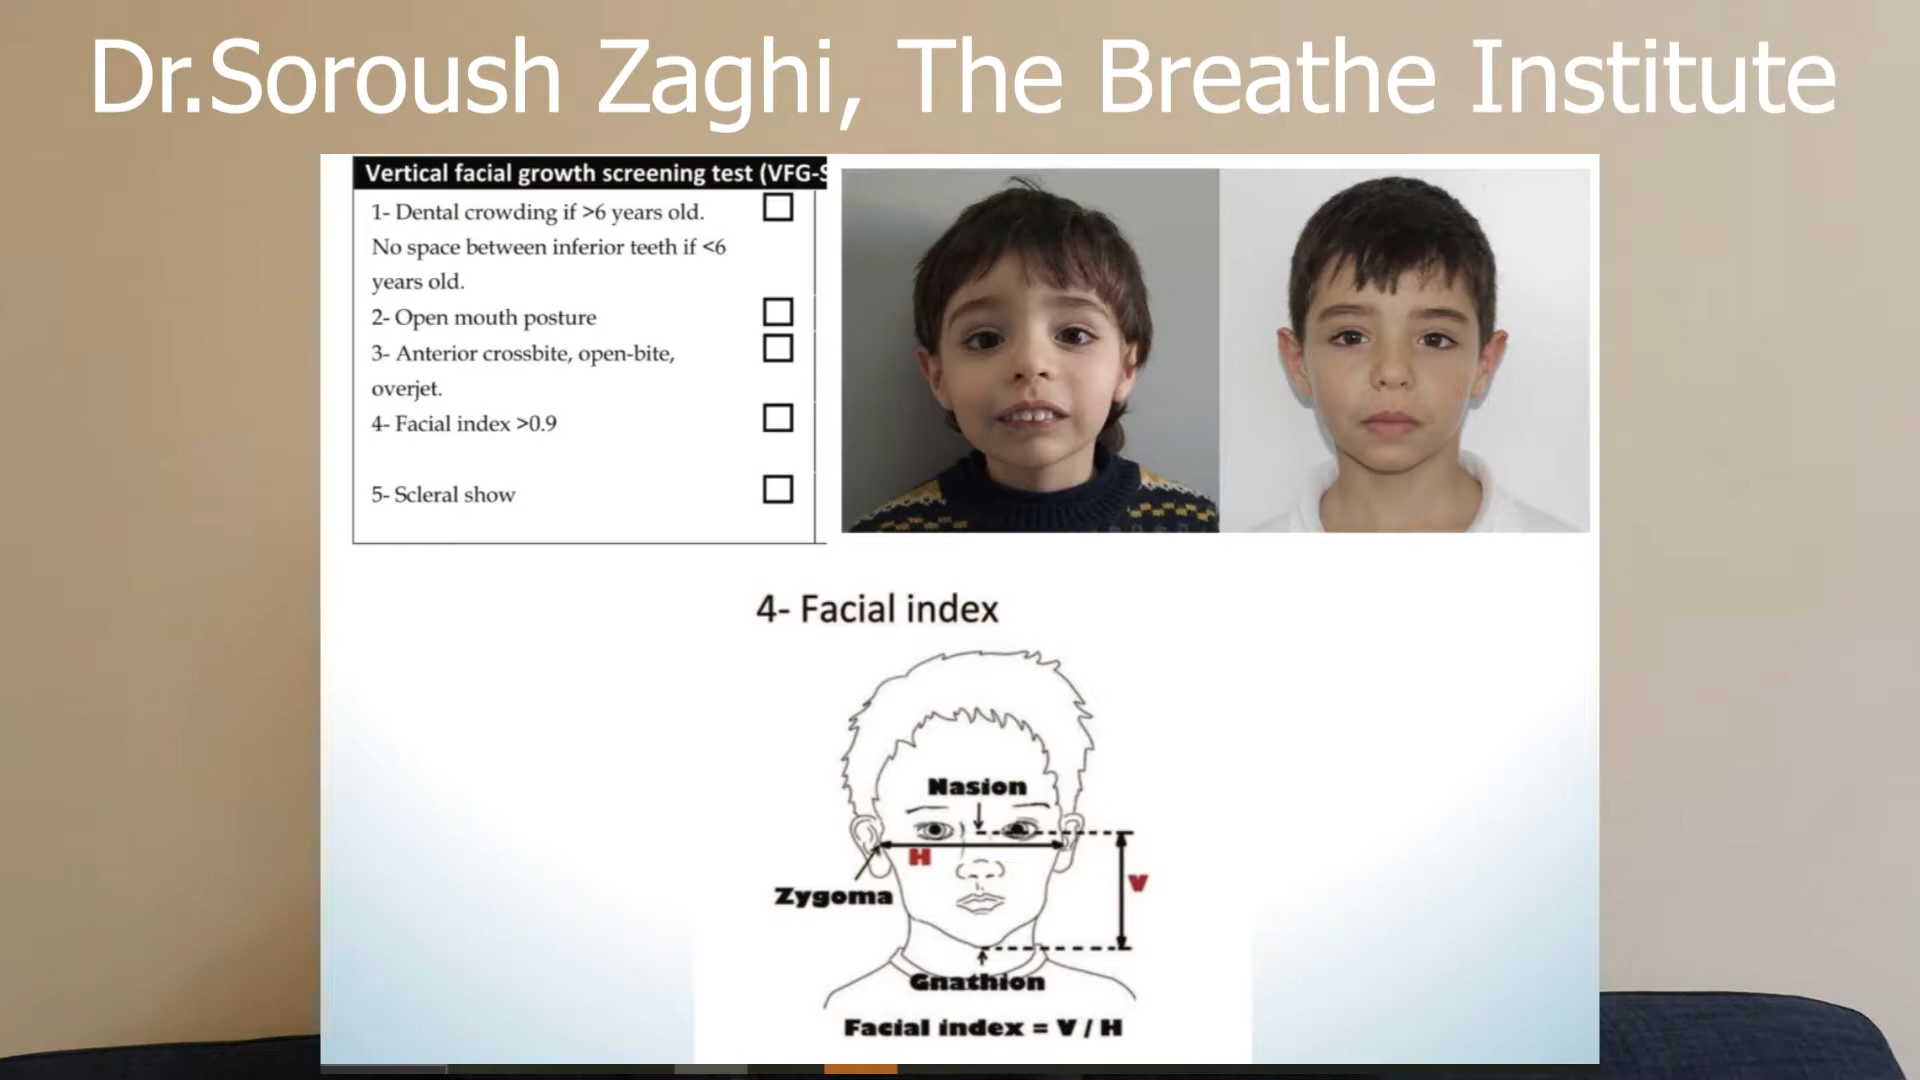 Dr.Soroush Zaghi, The Breathe Institute
Vertical facial growth screening test (VFG-S
1- Dental crowding if >6 years old.
No space between inferior teeth if <6
years old.
2- Open mouth posture
3- Anterior crossbite, open-bite,
overjet.
4- Facial index >0.9
5- Scleral show
4- Facial index
Nasion
H
V
Zygoma
Gnathion
Facial index = V / H